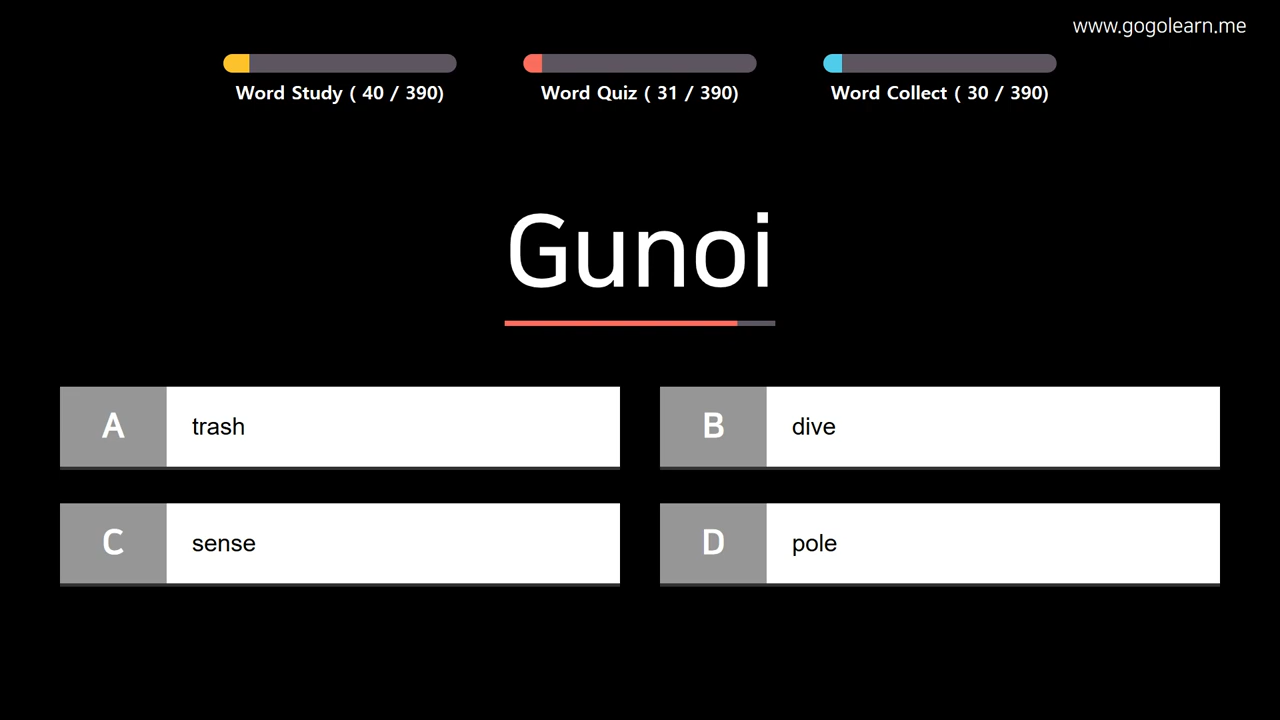 www.gogolearn.me
Word Study ( 40 / 390)
Word Quiz ( 31 / 390)
Word Collect ( 30 / 390)
Gunoi
A trash
B dive
C sense
D pole